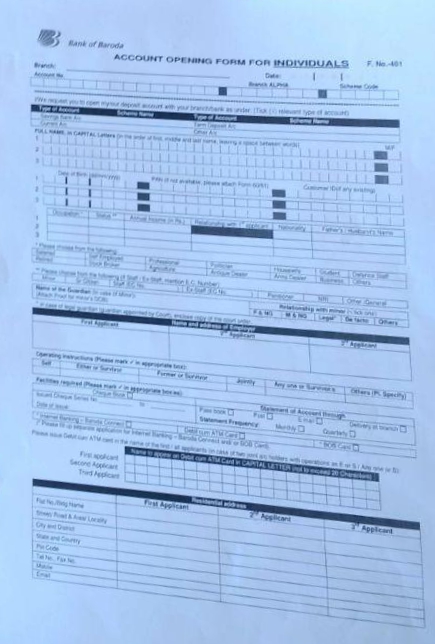 Bank of Baroda
ACCOUNT OPENING FORM FOR INDIVIDUALS F. No.-401
Branch: Date:
Account No. Branch ALPHA Scheme Code
I/We request you to open my/our deposit account with your branch/bank as under (Tick (✓) relevant type of account)
Type of Account Scheme Name Type of Account Scheme Name
Savings Bank A/c Term Deposit A/c
Current A/c Other A/c
FULL NAME, in CAPITAL Letters (in the order of first, middle and last name, leaving a space between words)
1
2
3
Date of Birth (dd/mm/yyyy) PAN (if not available, please attach Form 60/61) Customer ID (if any existing)
1
2
3
Occupation * Status ** Annual Income (in Rs.) Relationship with 1st applicant Nationality Father's / Husband's Name
1
2
3
* Please choose from the following:
Salaried Self Employed Professional Politician Housewife Student Defence Staff
Retired Stock Broker Agriculture Antique Dealer Arms Dealer Business Others
** Please choose from the following (Staff / Ex-Staff, mention E.C. Number)
Minor Sr Citizen Staff (EC No. Ex-Staff (EC No. Pensioner NRI Other-General
Name of the Guardian (in case of Minor) Relationship with minor (✓ tick one)
(Attach Proof for minor's DOB) F & NG M & NG Legal* De facto Others
* In case of legal guardian (guardian appointed by Court), enclose copy of the court order
Name and address of Employer
First Applicant 2nd Applicant 3rd Applicant
Operating Instructions (Please mark ✓ in appropriate box):
Self Either or Survivor Former or Survivor Jointly Any one or Survivors Others (Pl. Specify)
Facilities required (Please mark ✓ in appropriate boxes)
Cheque Book Statement of Account through
Issued Cheque Series No. to Pass book Post E-mail Delivery at branch
Date of issue Statement Frequency: Monthly Quarterly
* Internet Banking - Baroda Connect Debit cum ATM Card * BOB Card
(* Please fill up separate application for Internet Banking - Baroda Connect and/or BOB Card)
Please issue Debit cum ATM Card in the name of the first / all applicants (in case of two joint a/c holders with operations as E or S / Any one or S)
Name to appear on Debit cum ATM Card in CAPITAL LETTER (not to exceed 20 Characters)
First applicant
Second Applicant
Third Applicant
Residential address
First Applicant 2nd Applicant 3rd Applicant
Flat No./Bldg Name
Street, Road & Area/ Locality
City and District
State and Country
Pin Code
Tel No., Fax No.
Mobile
Email